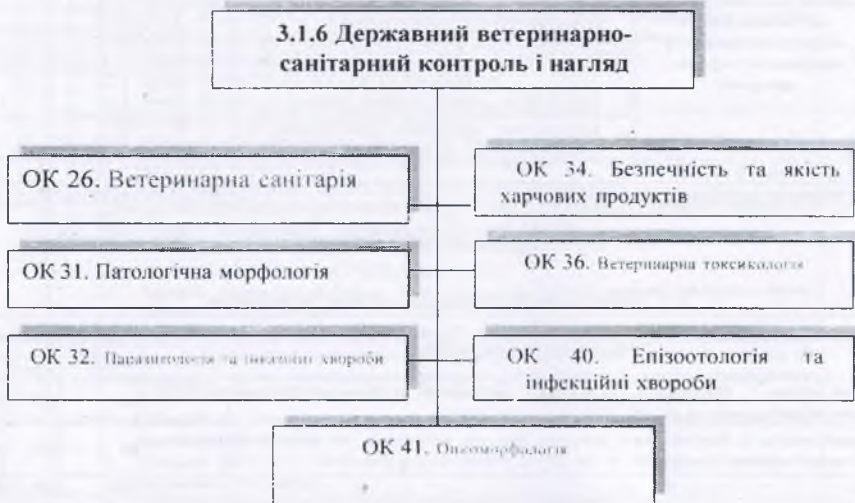 3.1.6 Державний ветеринарно-
санітарний контроль і нагляд
ОК 26. Ветеринарна санітарія
ОК 34. Безпечність та якість
харчових продуктів
ОК 31. Патологічна морфологія
ОК 36. Ветеринарна токсикологія
ОК 32. Паразитологія та інвазійні хвороби
ОК 40. Епізоотологія та
інфекційні хвороби
ОК 41. Онкоморфологія